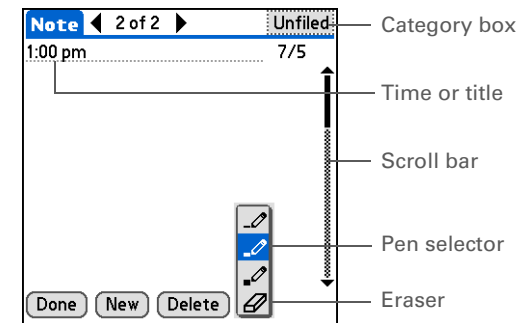 Note 2 of 2 Unfiled
Category box
1:00 pm 7/5
Time or title
Scroll bar
Pen selector
Done New Delete
Eraser